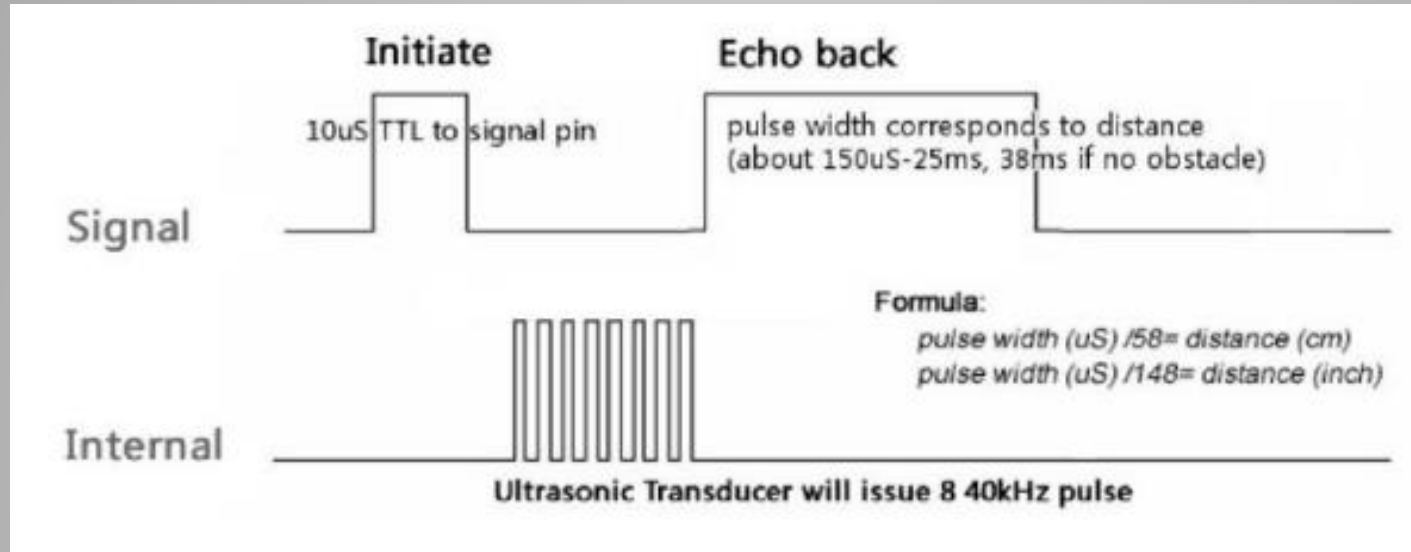 Initiate
Echo back
10uS TTL to signal pin
pulse width corresponds to distance
(about 150uS-25ms, 38ms if no obstacle)
Signal
Formula:
pulse width (uS) /58= distance (cm)
pulse width (uS) /148= distance (inch)
Internal
Ultrasonic Transducer will issue 8 40kHz pulse